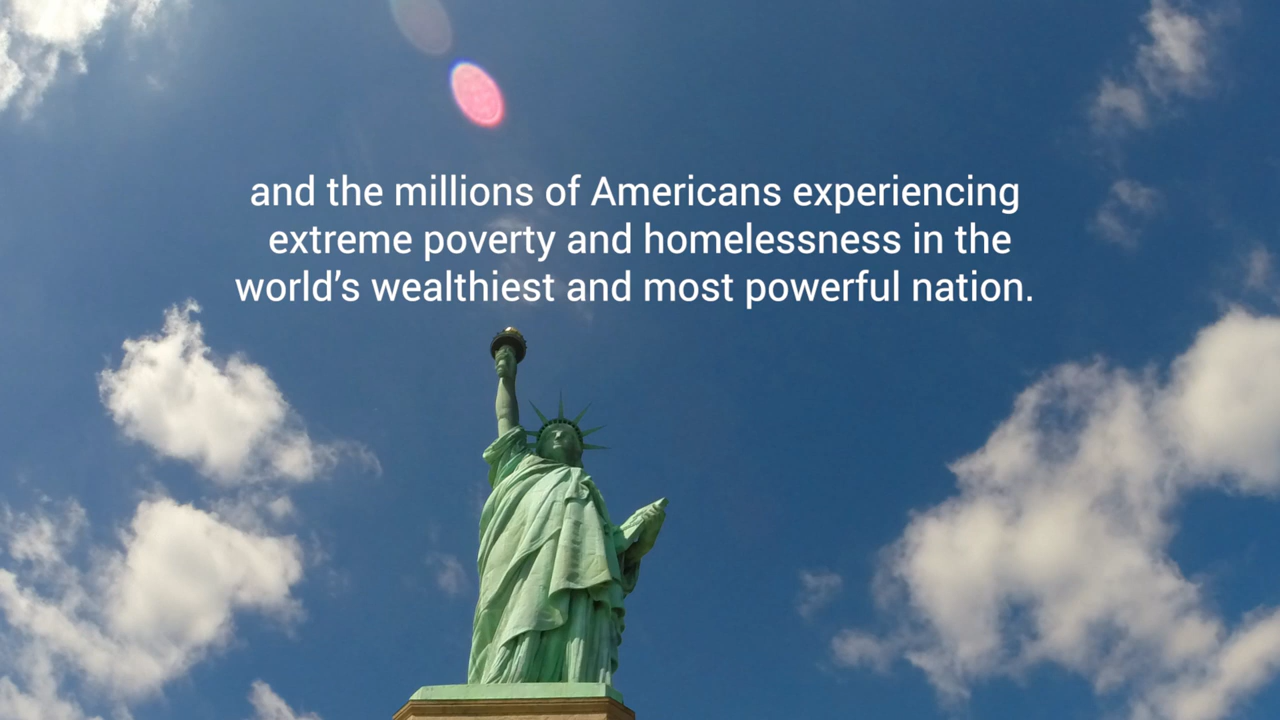 and the millions of Americans experiencing
extreme poverty and homelessness in the
world’s wealthiest and most powerful nation.